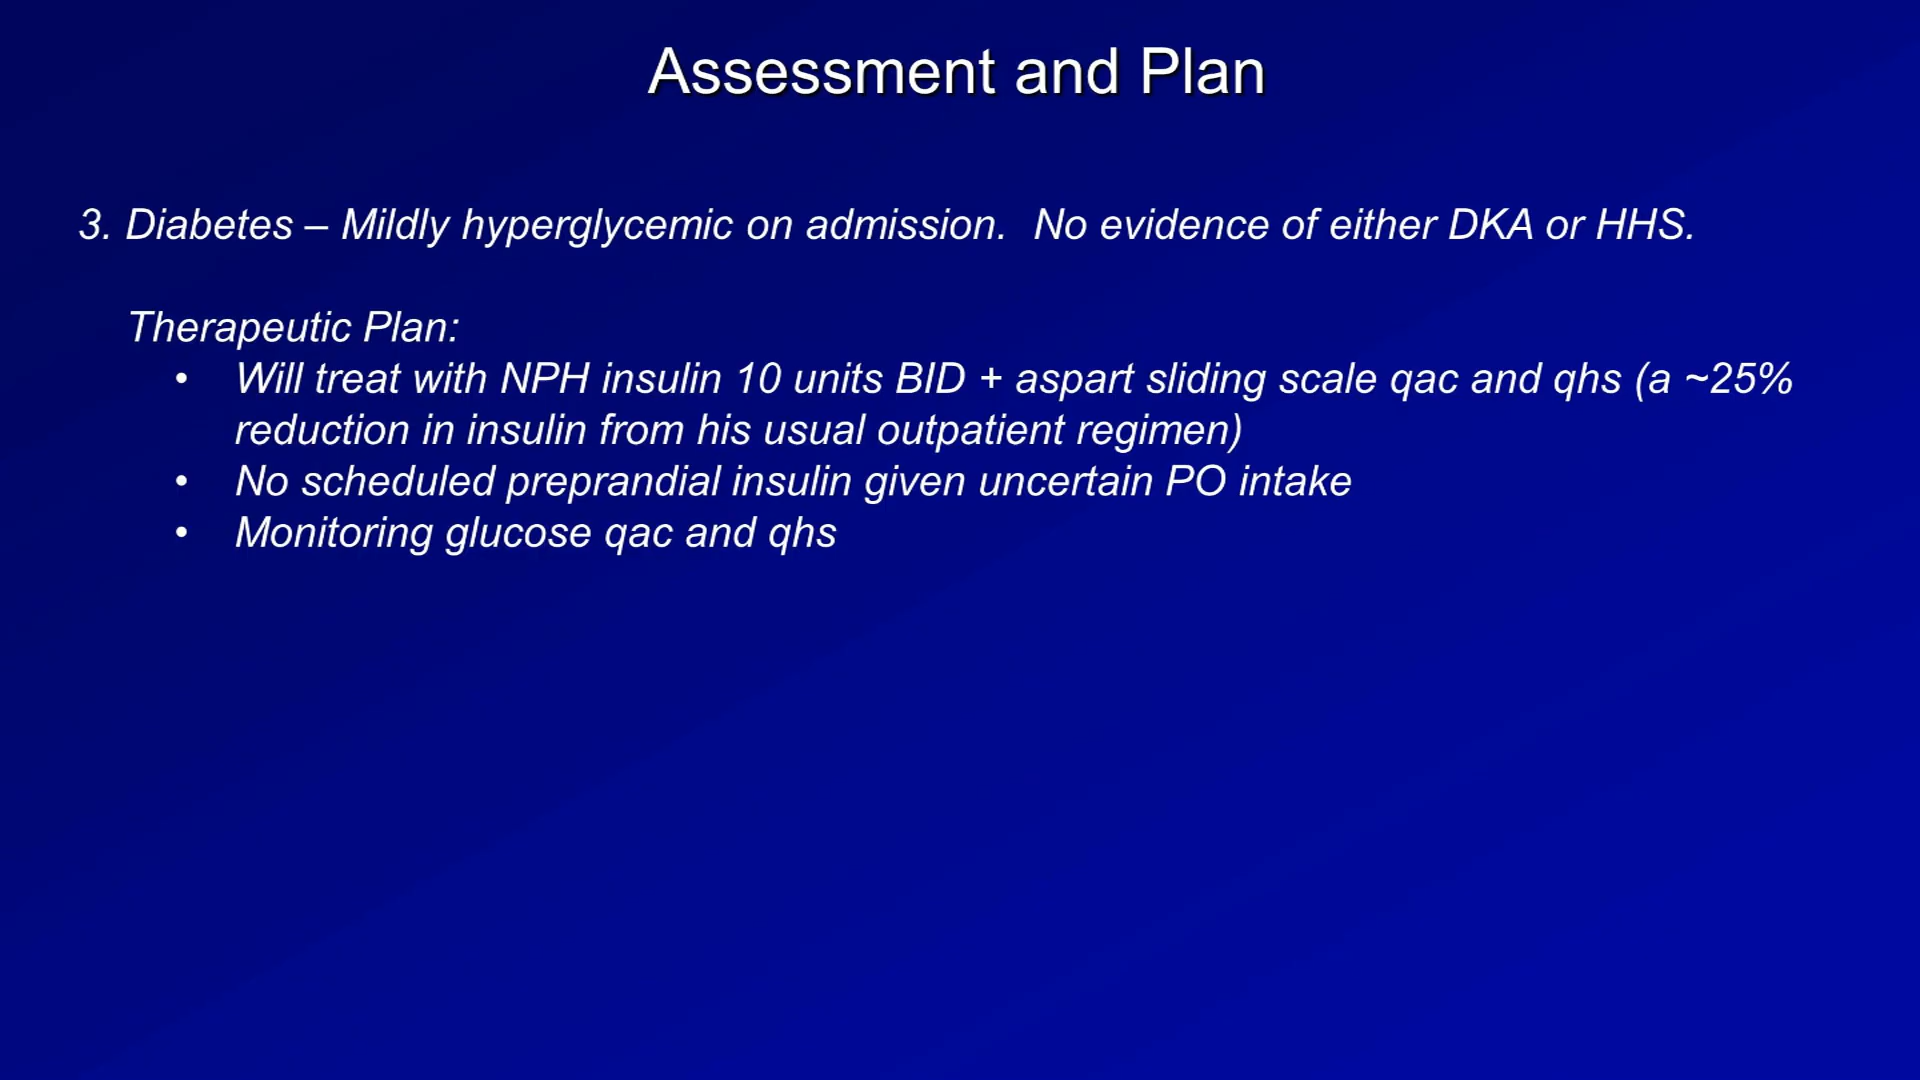 Assessment and Plan
3. Diabetes – Mildly hyperglycemic on admission.  No evidence of either DKA or HHS.
Therapeutic Plan:
• Will treat with NPH insulin 10 units BID + aspart sliding scale qac and qhs (a ~25%
reduction in insulin from his usual outpatient regimen)
• No scheduled preprandial insulin given uncertain PO intake
• Monitoring glucose qac and qhs